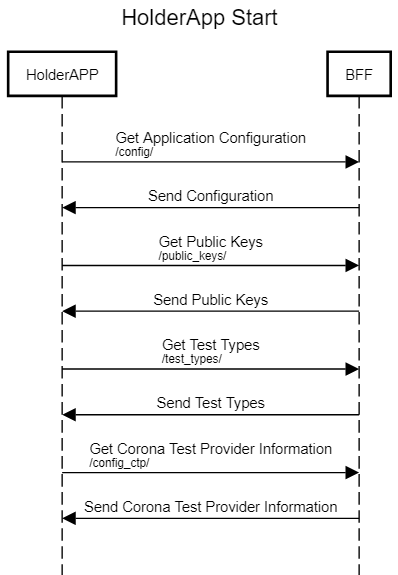 HolderApp Start
HolderAPP BFF
Get Application Configuration
/config/
Send Configuration
Get Public Keys
/public_keys/
Send Public Keys
Get Test Types
/test_types/
Send Test Types
Get Corona Test Provider Information
/config_ctp/
Send Corona Test Provider Information